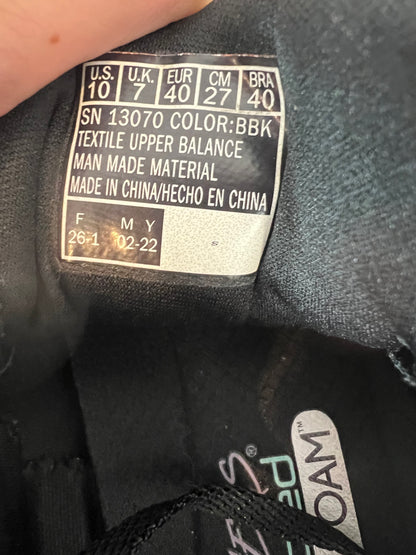 U.S. U.K. EUR CM BRA
10 7 40 27 40
SN 13070 COLOR:BBK
TEXTILE UPPER BALANCE
MAN MADE MATERIAL
MADE IN CHINA/HECHO EN CHINA
F M Y
26-1 02-22
S
OAM™